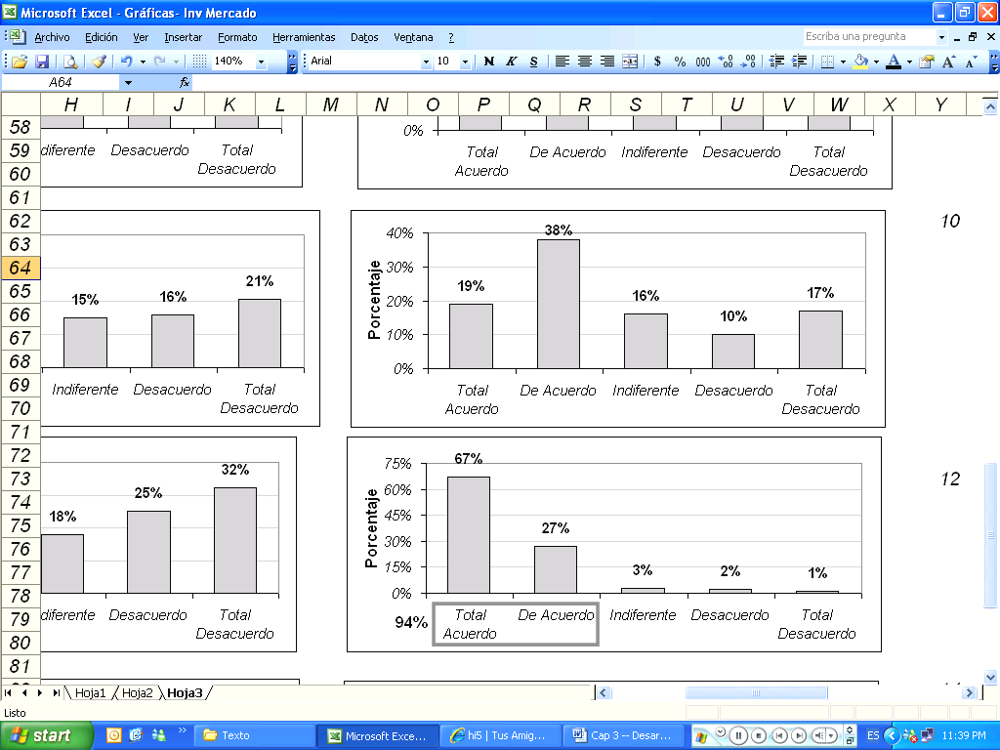 Microsoft Excel - Gráficas- Inv Mercado
Archivo Edición Ver Insertar Formato Herramientas Datos Ventana ? Escriba una pregunta
140% Arial 10 N K S $ % 000
A64 fx
H I J K L M N O P Q R S T U V W X Y
58 0%
59 diferente Desacuerdo Total Total De Acuerdo Indiferente Desacuerdo Total
60 Desacuerdo Acuerdo Desacuerdo
61
62 10
63 40% 38%
64 21% Porcentaje 30%
65 15% 16% 19% 16% 17%
66 20% 10%
67 10%
68 0%
69 Indiferente Desacuerdo Total Total De Acuerdo Indiferente Desacuerdo Total
70 Desacuerdo Acuerdo Desacuerdo
71
72 32% 75% 67%
73 25% Porcentaje 60% 12
74 18% 45%
75 30% 27%
76 15% 3% 2% 1%
77
78 0%
79 diferente Desacuerdo Total 94% Total De Acuerdo Indiferente Desacuerdo Total
80 Desacuerdo Acuerdo Desacuerdo
81
Hoja1 Hoja2 Hoja3
Listo
start Texto Microsoft Exce... hi5 | Tus Amig... Cap 3 -- Desar... ES 11:39 PM